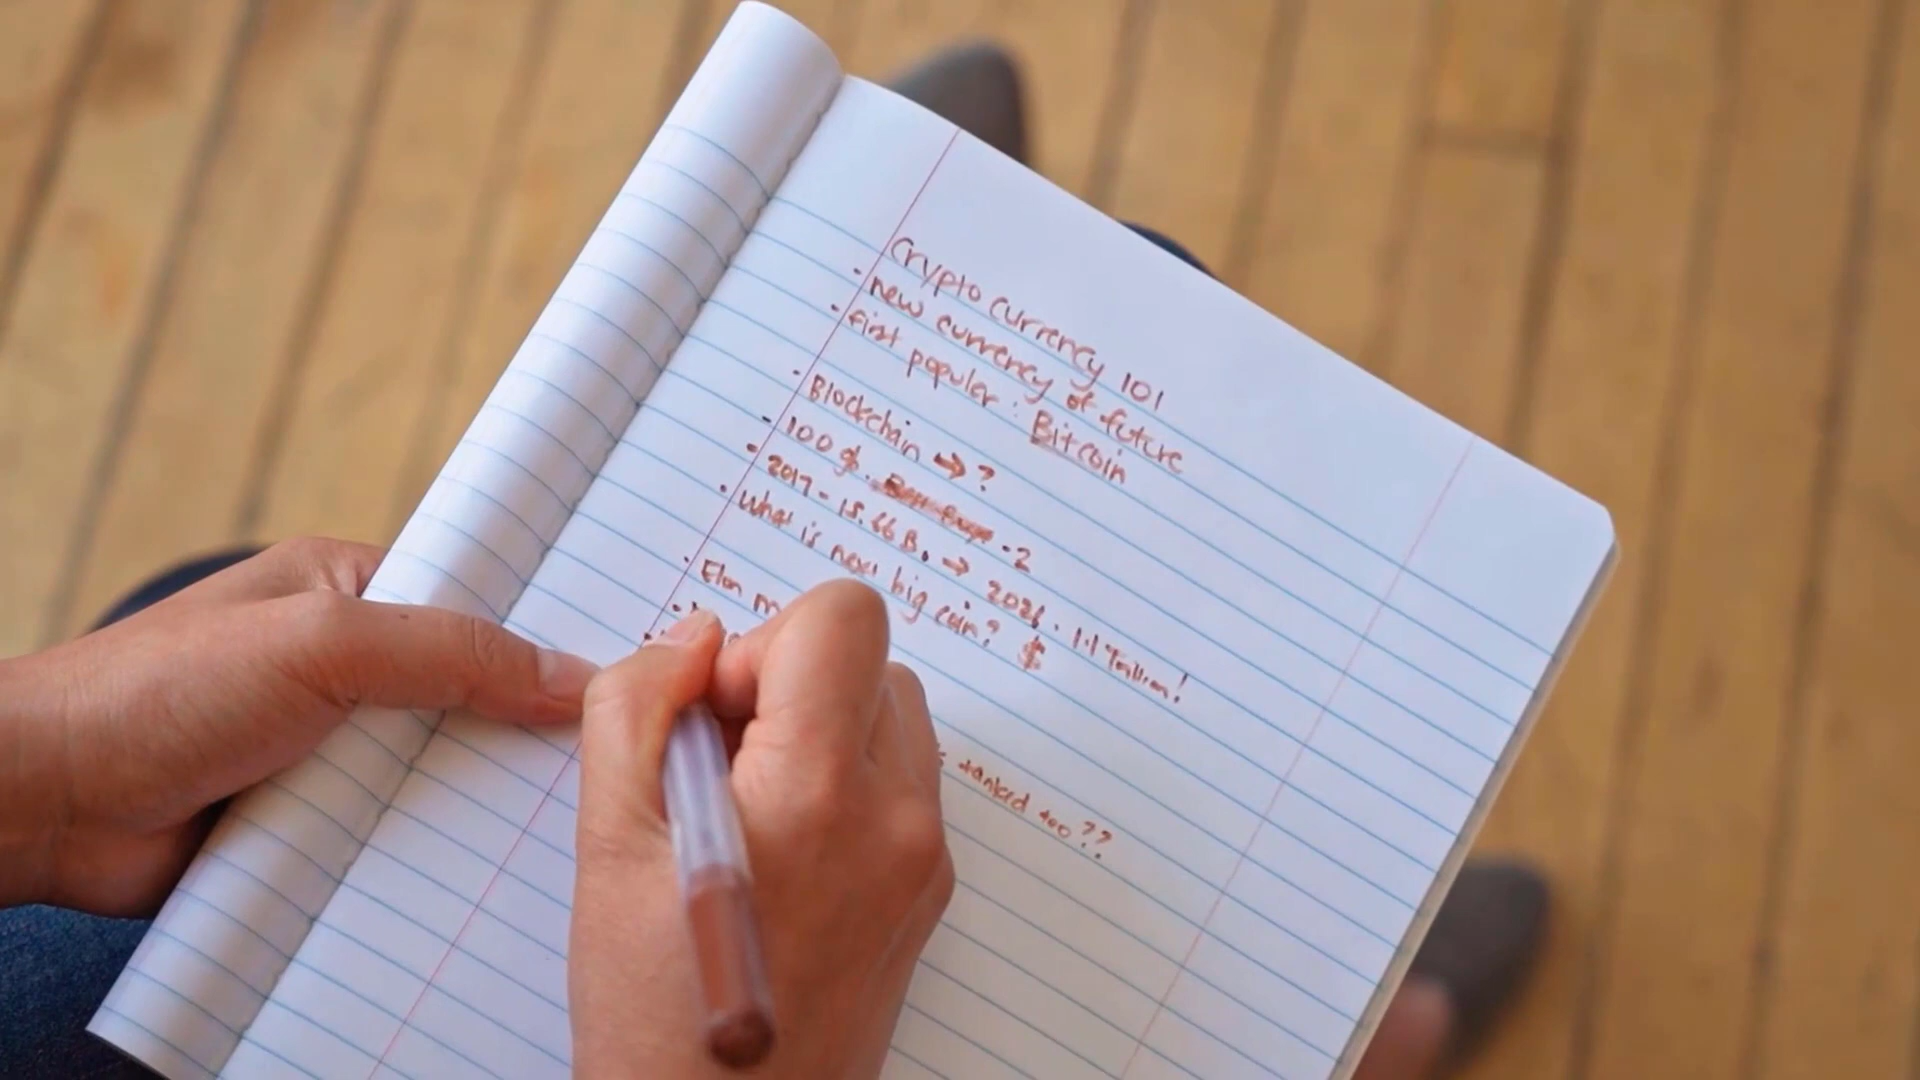 Crypto Currency 101
• new currency of future
• first popular : Bitcoin
• Blockchain → ?
• 100 %. -2
• 2017 - 15.66 B. → 2021 . 1.1 Trillion!
• What is next big coin? $
• Elon m
tanked too ??